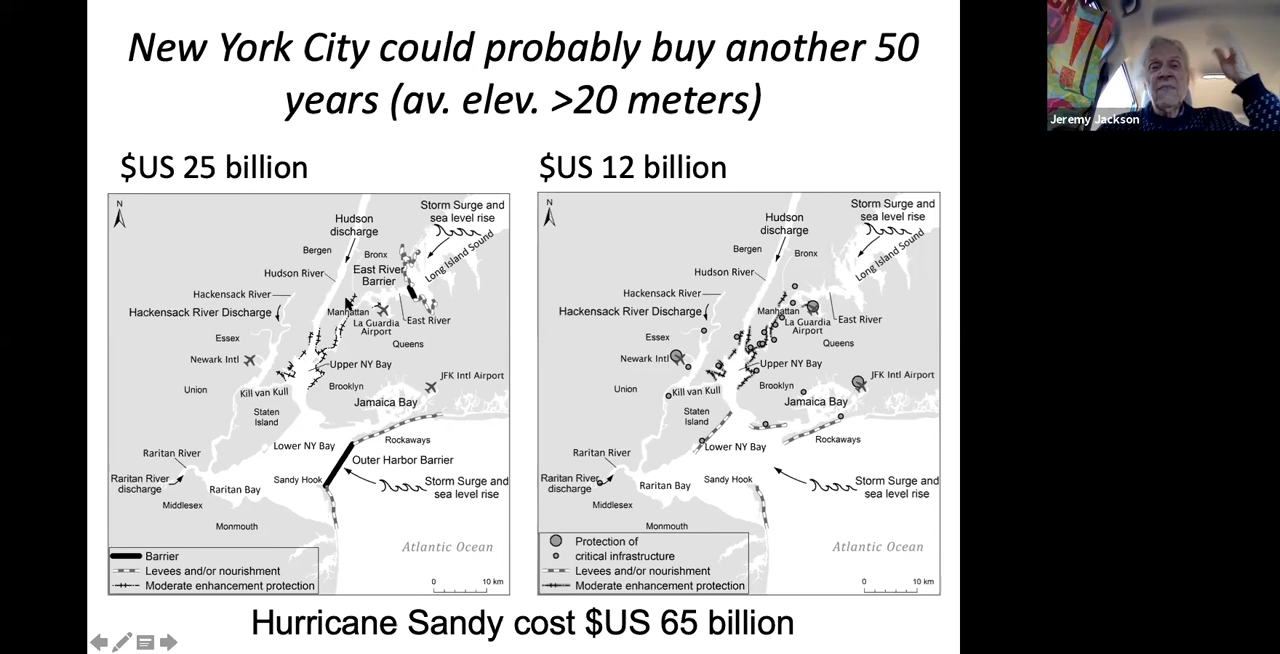 New York City could probably buy another 50
years (av. elev. >20 meters)
$US 25 billion
N
Storm Surge and
sea level rise
Hudson
discharge
Bergen
Bronx
East River
Barrier
Long Island Sound
Hudson River
Hackensack River
Hackensack River Discharge
Manhattan
La Guardia
Airport
East River
Essex
Queens
Newark Intl
Upper NY Bay
JFK Intl Airport
Union
Kill van Kull
Brooklyn
Jamaica Bay
Staten
Island
Rockaways
Lower NY Bay
Raritan River
Outer Harbor Barrier
Raritan River
discharge
Sandy Hook
Storm Surge and
sea level rise
Raritan Bay
Middlesex
Monmouth
Atlantic Ocean
Barrier
Levees and/or nourishment
Moderate enhancement protection
0 10 km
$US 12 billion
N
Storm Surge and
sea level rise
Hudson
discharge
Bergen
Bronx
Long Island Sound
Hudson River
Hackensack River
Hackensack River Discharge
Manhattan
La Guardia
Airport
East River
Essex
Queens
Newark Intl
Upper NY Bay
JFK Intl Airport
Union
Kill van Kull
Brooklyn
Jamaica Bay
Staten
Island
Rockaways
Lower NY Bay
Raritan River
Raritan River
discharge
Sandy Hook
Storm Surge and
sea level rise
Raritan Bay
Middlesex
Monmouth
Atlantic Ocean
Protection of
critical infrastructure
Levees and/or nourishment
Moderate enhancement protection
0 10 km
Hurricane Sandy cost $US 65 billion
Jeremy Jackson